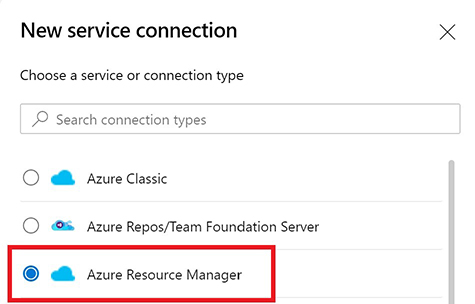 New service connection
Choose a service or connection type
Search connection types
Azure Classic
Azure Repos/Team Foundation Server
Azure Resource Manager